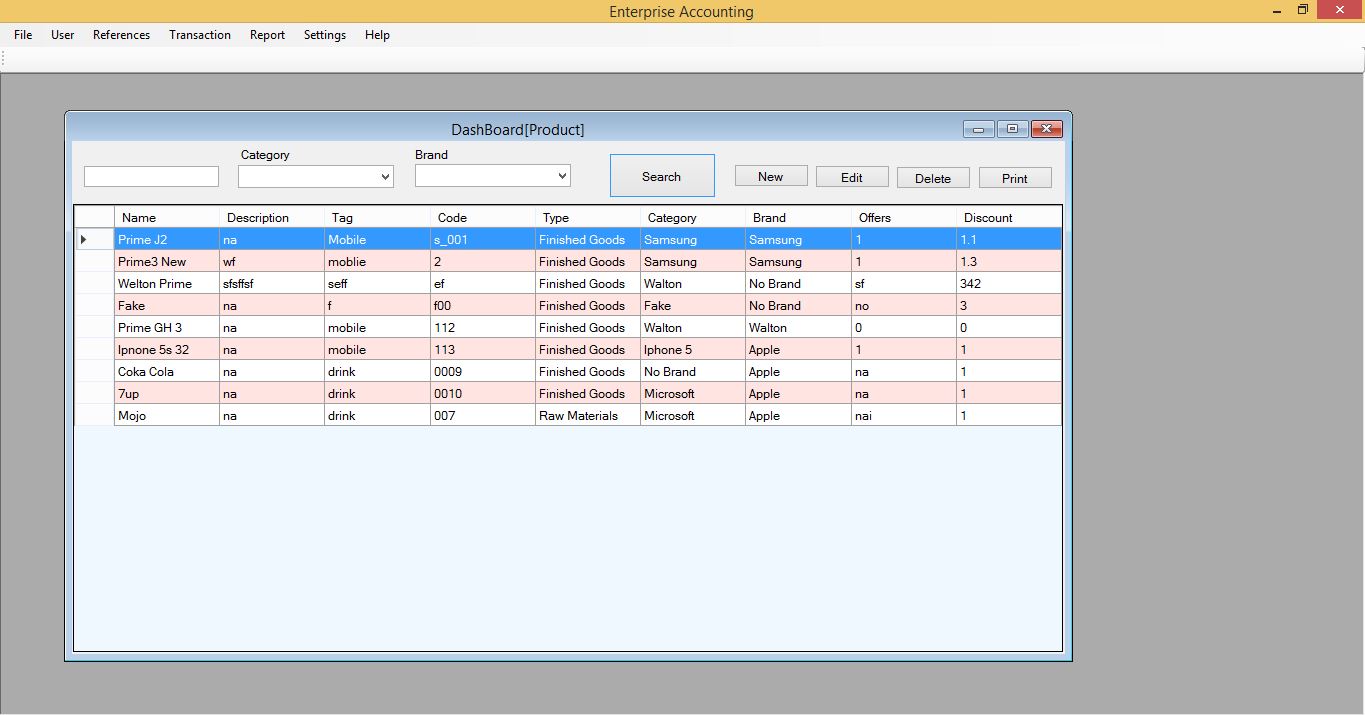 Enterprise Accounting
File User References Transaction Report Settings Help
DashBoard[Product]
Category Brand
Search New Edit Delete Print
Name Description Tag Code Type Category Brand Offers Discount
Prime J2 na Mobile s_001 Finished Goods Samsung Samsung 1 1.1
Prime3 New wf moblie 2 Finished Goods Samsung Samsung 1 1.3
Welton Prime sfsffsf seff ef Finished Goods Walton No Brand sf 342
Fake na f f00 Finished Goods Fake No Brand no 3
Prime GH 3 na mobile 112 Finished Goods Walton Walton 0 0
Ipnone 5s 32 na mobile 113 Finished Goods Iphone 5 Apple 1 1
Coka Cola na drink 0009 Finished Goods No Brand Apple na 1
7up na drink 0010 Finished Goods Microsoft Apple na 1
Mojo na drink 007 Raw Materials Microsoft Apple nai 1